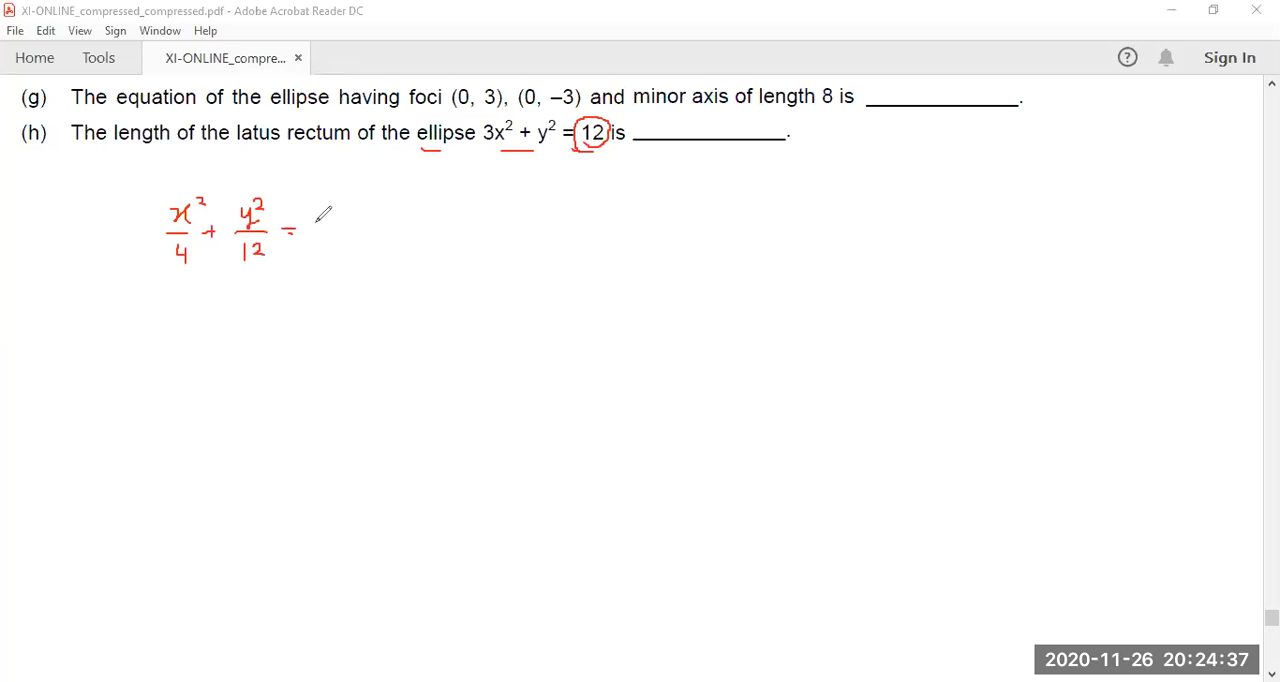 XI-ONLINE_compressed_compressed.pdf - Adobe Acrobat Reader DC
File Edit View Sign Window Help
Home Tools XI-ONLINE_compre... × Sign In
(g) The equation of the ellipse having foci (0, 3), (0, –3) and minor axis of length 8 is ______________.
(h) The length of the latus rectum of the ellipse 3x² + y² = 12 is ______________.
x²/4 + y²/12 =
2020-11-26 20:24:37